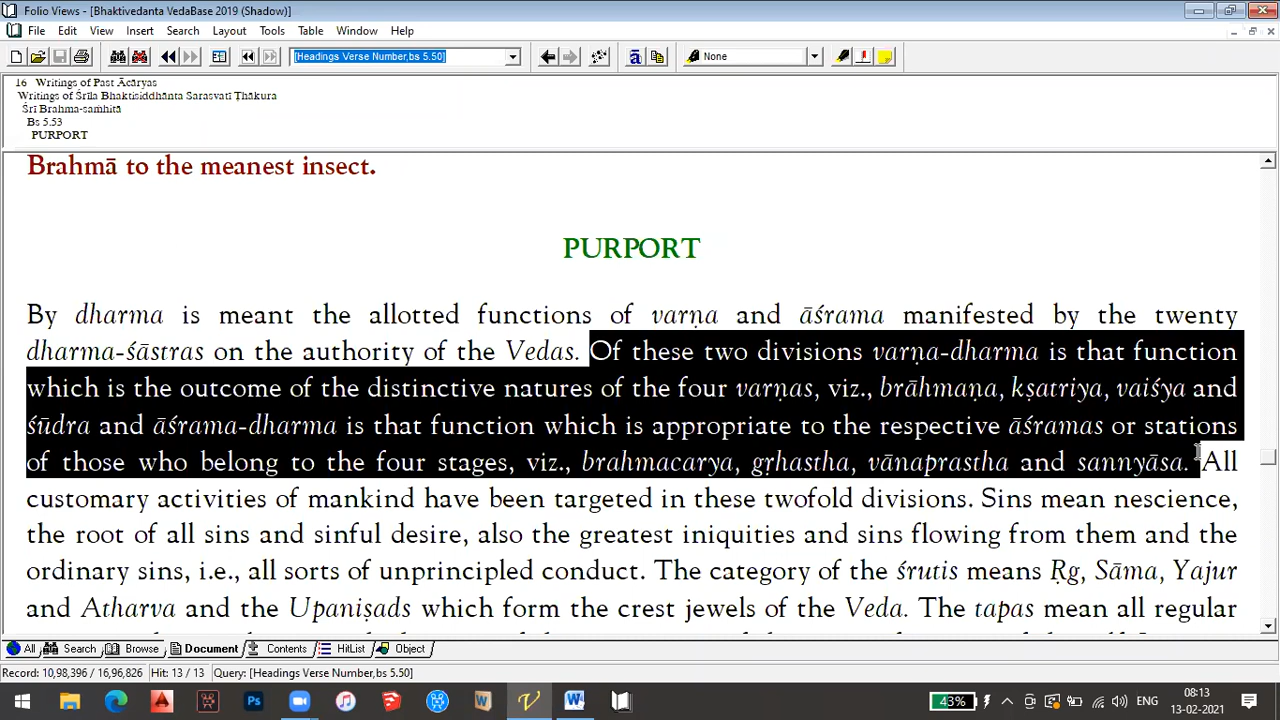 Folio Views - [Bhaktivedanta VedaBase 2019 (Shadow)]
File Edit View Insert Search Layout Tools Table Window Help
[Headings Verse Number,bs 5.50] None
16 Writings of Past Ācāryas
Writings of Śrīla Bhaktisiddhānta Sarasvatī Ṭhākura
Śrī Brahma-saṁhitā
Bs 5.53
PURPORT
Brahmā to the meanest insect.
PURPORT
By dharma is meant the allotted functions of varṇa and āśrama manifested by the twenty
dharma-śāstras on the authority of the Vedas. Of these two divisions varṇa-dharma is that function
which is the outcome of the distinctive natures of the four varṇas, viz., brāhmaṇa, kṣatriya, vaiśya and
śūdra and āśrama-dharma is that function which is appropriate to the respective āśramas or stations
of those who belong to the four stages, viz., brahmacarya, gṛhastha, vānaprastha and sannyāsa. All
customary activities of mankind have been targeted in these twofold divisions. Sins mean nescience,
the root of all sins and sinful desire, also the greatest iniquities and sins flowing from them and the
ordinary sins, i.e., all sorts of unprincipled conduct. The category of the śrutis means Ṛg, Sāma, Yajur
and Atharva and the Upaniṣads which form the crest jewels of the Veda. The tapas mean all regular
All Search Browse Document Contents HitList Object
Record: 10,98,396 / 16,96,826 Hit: 13 / 13 Query: [Headings Verse Number,bs 5.50]
43% ENG 08:13
13-02-2021